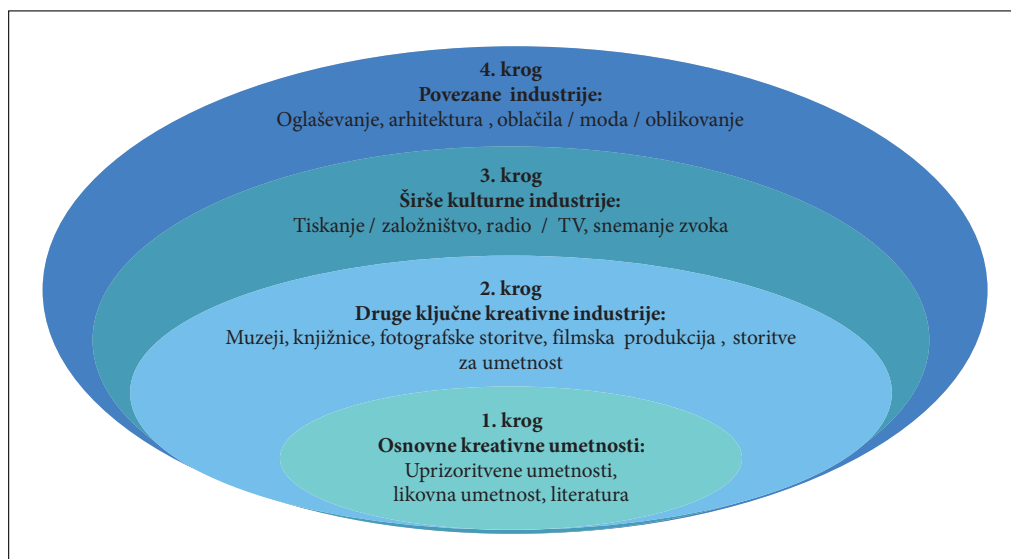 4. krog
Povezane industrije:
Oglaševanje, arhitektura , oblačila / moda / oblikovanje
3. krog
Širše kulturne industrije:
Tiskanje / založništvo, radio / TV, snemanje zvoka
2. krog
Druge ključne kreativne industrije:
Muzeji, knjižnice, fotografske storitve, filmska produkcija , storitve
za umetnost
1. krog
Osnovne kreativne umetnosti:
Uprizoritvene umetnosti,
likovna umetnost, literatura